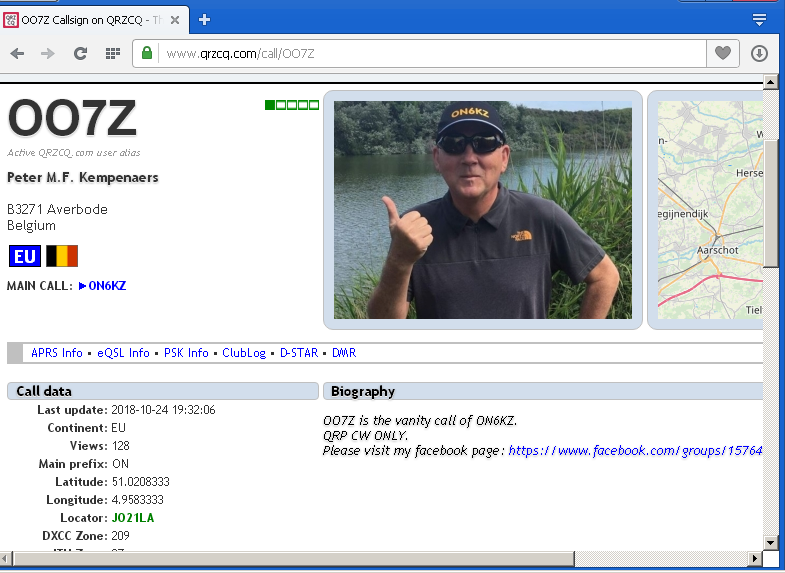 OO7Z Callsign on QRZCQ - Th
www.qrzcq.com/call/OO7Z
OO7Z
Active QRZCQ.com user alias
Peter M.F. Kempenaers
B3271 Averbode
Belgium
EU
MAIN CALL: ►ON6KZ
ON6KZ
Herse
egijnendijk
Aarschot
Tiel
APRS Info • eQSL Info • PSK Info • ClubLog • D-STAR • DMR
Call data
Last update: 2018-10-24 19:32:06
Continent: EU
Views: 128
Main prefix: ON
Latitude: 51.0208333
Longitude: 4.9583333
Locator: JO21LA
DXCC Zone: 209
Biography
OO7Z is the vanity call of ON6KZ.
QRP CW ONLY.
Please visit my facebook page: https://www.facebook.com/groups/15764